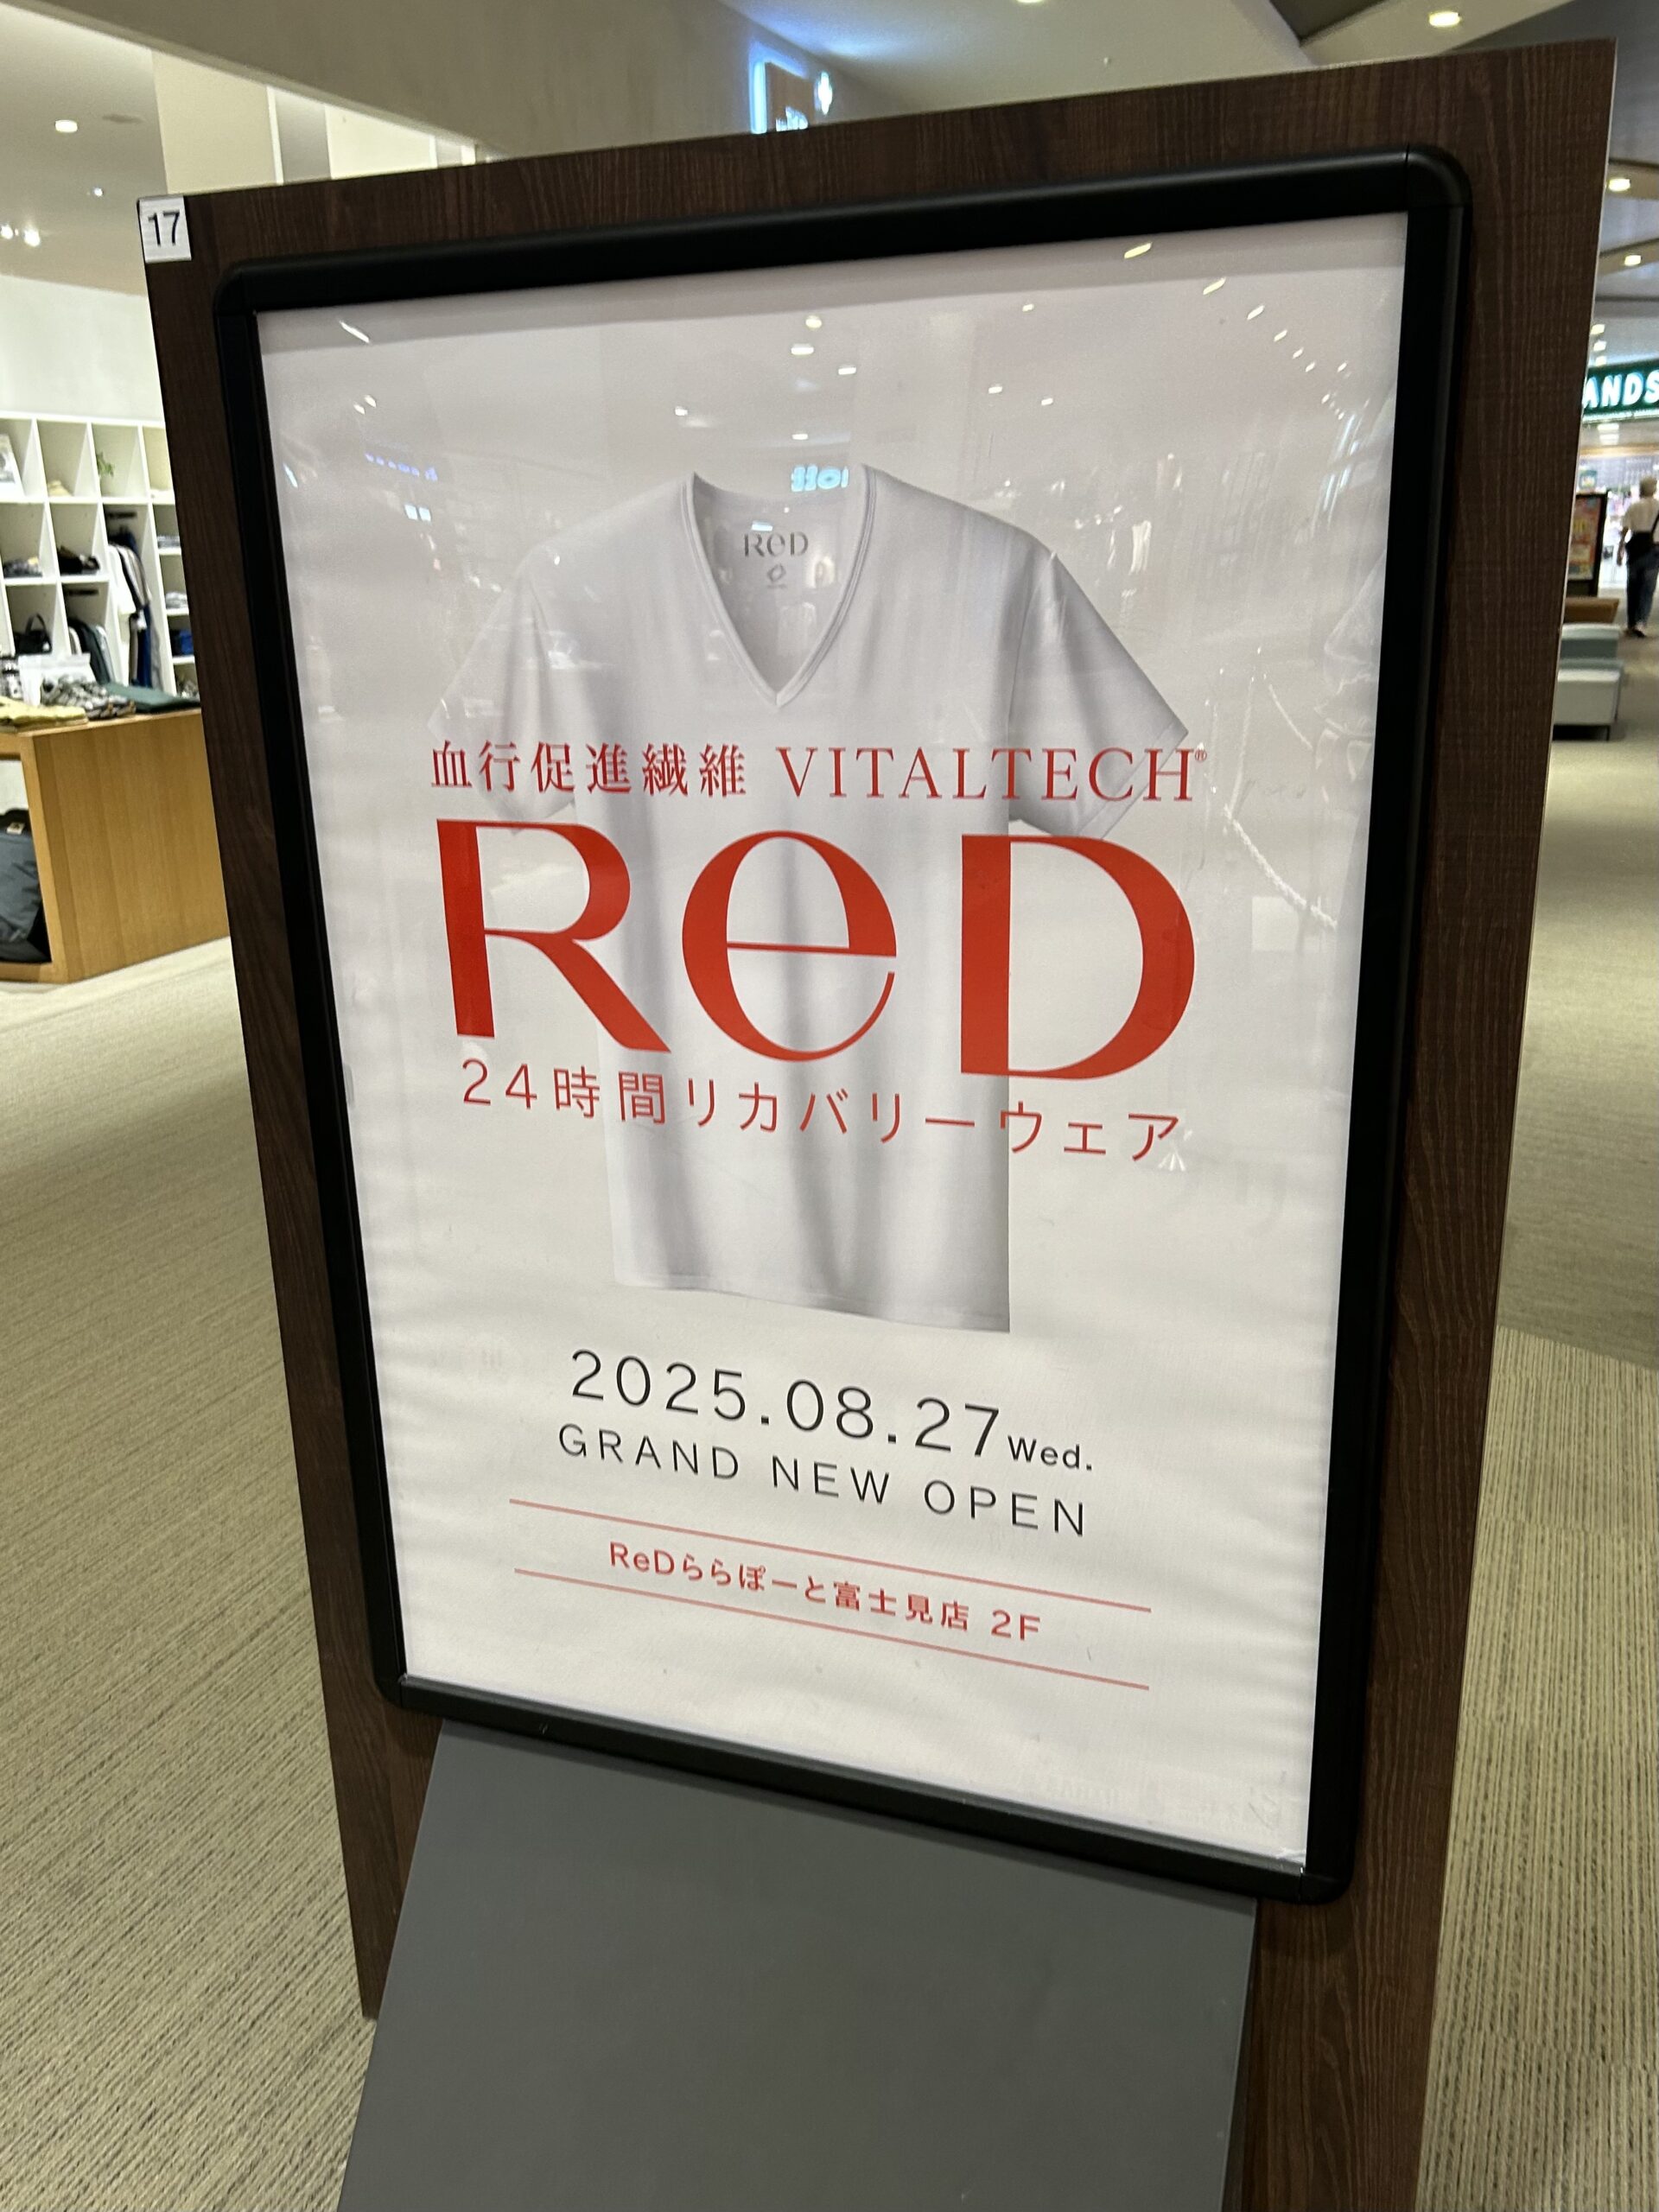 17
ANDS
ReD
血行促進繊維 VITALTECH®
ReD
24時間リカバリーウェア
2025.08.27 Wed.
GRAND NEW OPEN
ReDららぽーと富士見店 2F